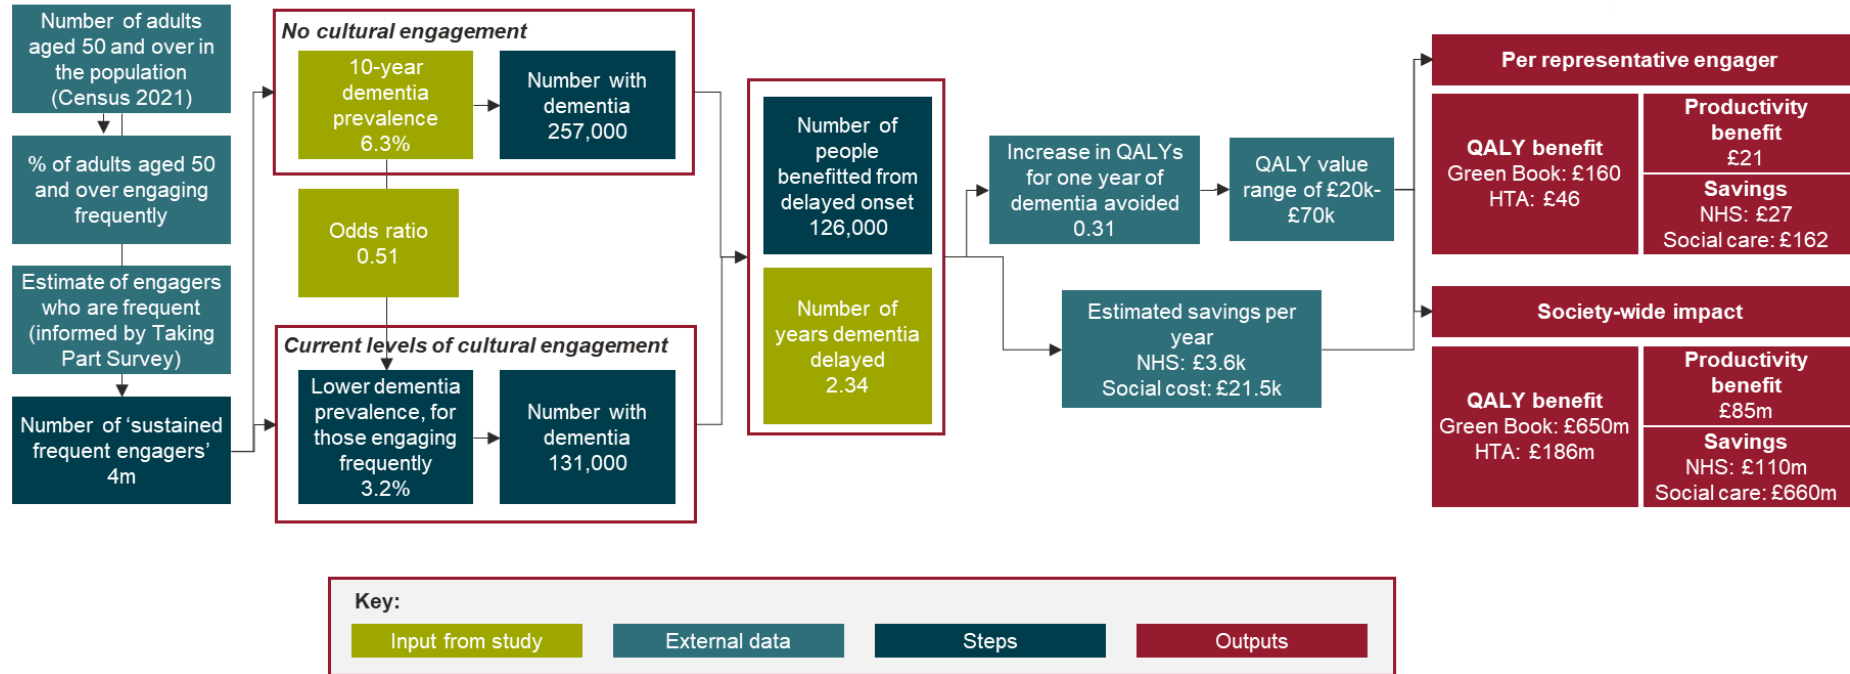 Number of adults
aged 50 and over in
the population
(Census 2021)
% of adults aged 50
and over engaging
frequently
Estimate of engagers
who are frequent
(informed by Taking
Part Survey)
Number of ‘sustained
frequent engagers’
4m
No cultural engagement
10-year
dementia
prevalence
6.3%
Number with
dementia
257,000
Odds ratio
0.51
Current levels of cultural engagement
Lower dementia
prevalence, for
those engaging
frequently
3.2%
Number with
dementia
131,000
Number of
people
benefitted from
delayed onset
126,000
Number of
years dementia
delayed
2.34
Increase in QALYs
for one year of
dementia avoided
0.31
QALY value
range of £20k-
£70k
Estimated savings per
year
NHS: £3.6k
Social cost: £21.5k
Per representative engager
QALY benefit
Green Book: £160
HTA: £46
Productivity
benefit
£21
Savings
NHS: £27
Social care: £162
Society-wide impact
QALY benefit
Green Book: £650m
HTA: £186m
Productivity
benefit
£85m
Savings
NHS: £110m
Social care: £660m
Key:
Input from study
External data
Steps
Outputs